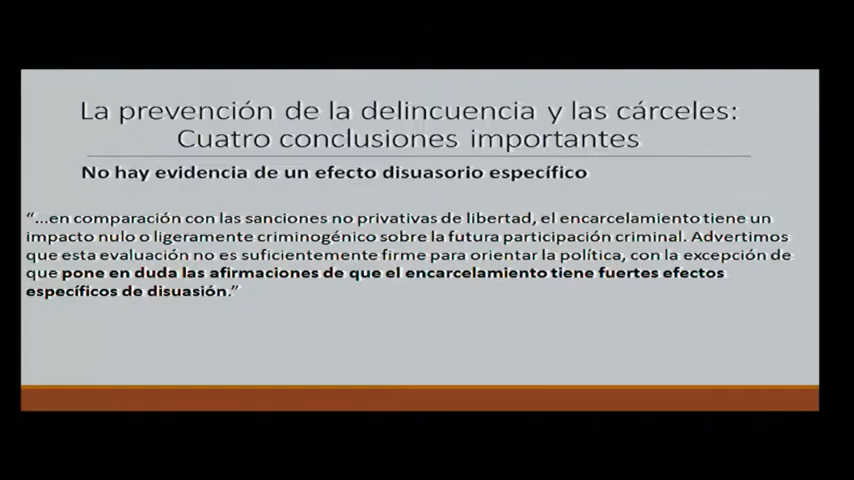 La prevención de la delincuencia y las cárceles:
Cuatro conclusiones importantes
No hay evidencia de un efecto disuasorio específico
“...en comparación con las sanciones no privativas de libertad, el encarcelamiento tiene un
impacto nulo o ligeramente criminogénico sobre la futura participación criminal. Advertimos
que esta evaluación no es suficientemente firme para orientar la política, con la excepción de
que pone en duda las afirmaciones de que el encarcelamiento tiene fuertes efectos
específicos de disuasión.”